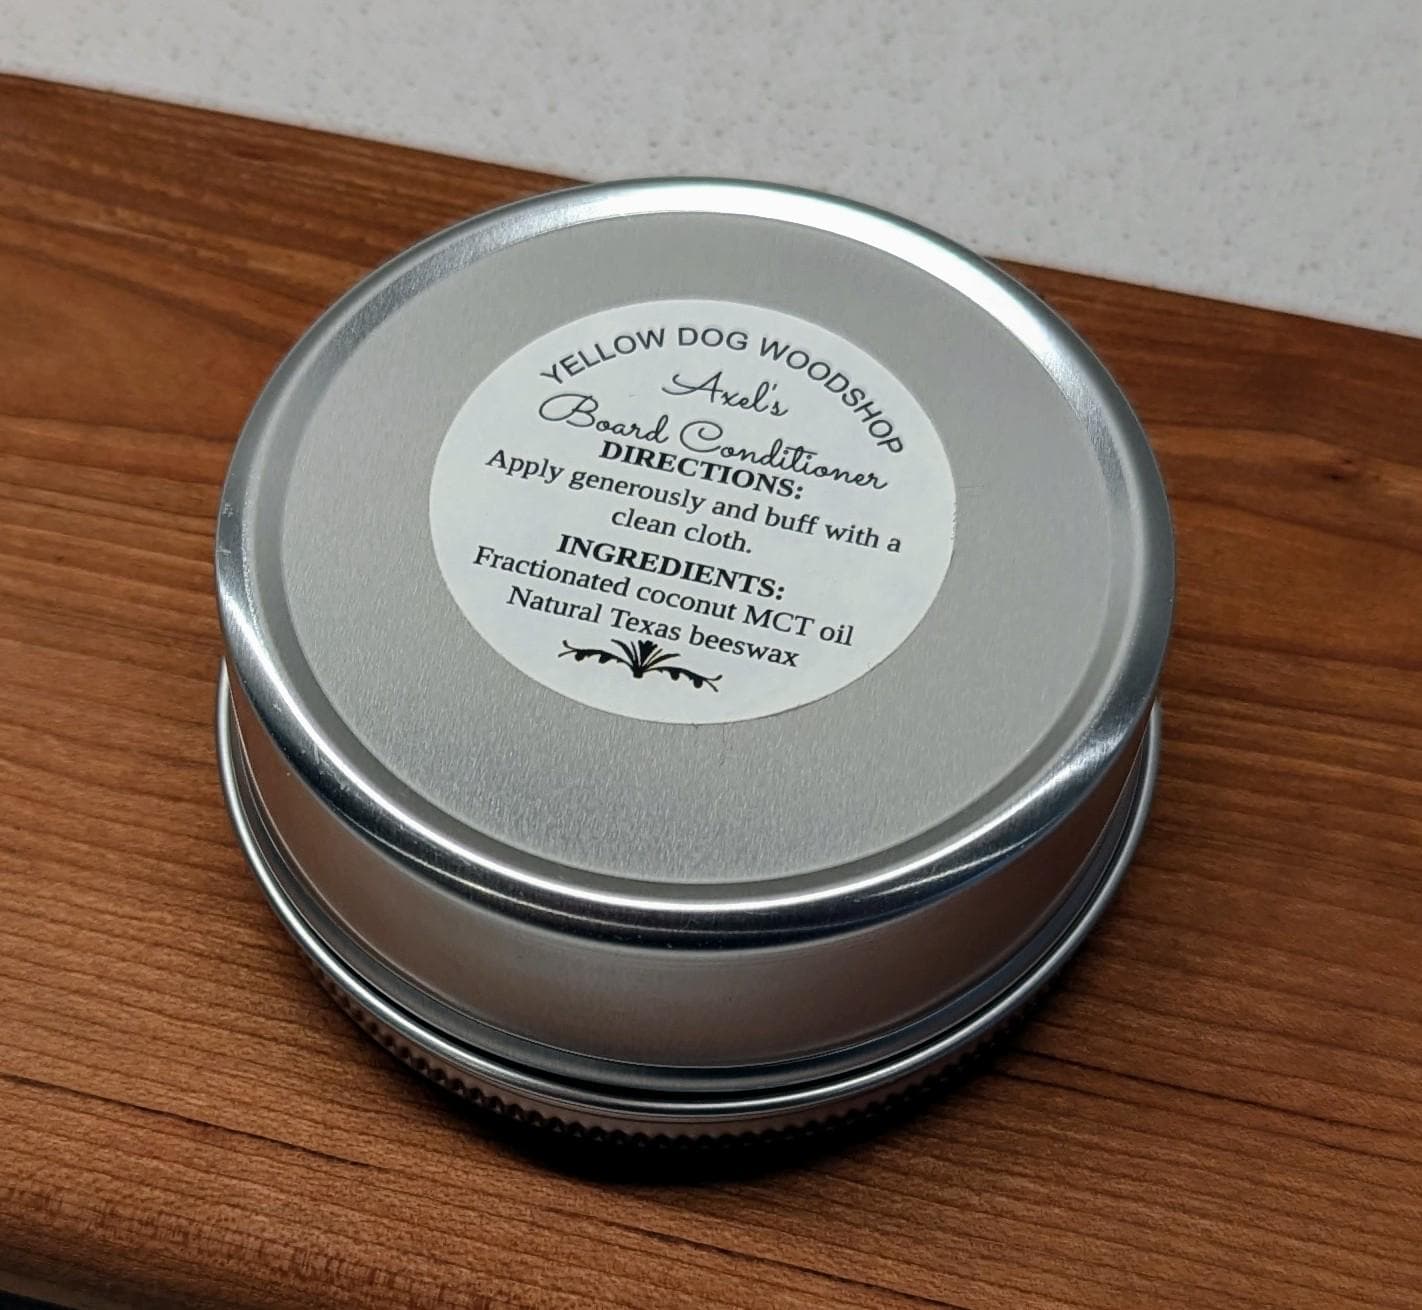 YELLOW DOG WOODSHOP
Axel's
Board Conditioner
DIRECTIONS:
Apply generously and buff with a
clean cloth.
INGREDIENTS:
Fractionated coconut MCT oil
Natural Texas beeswax